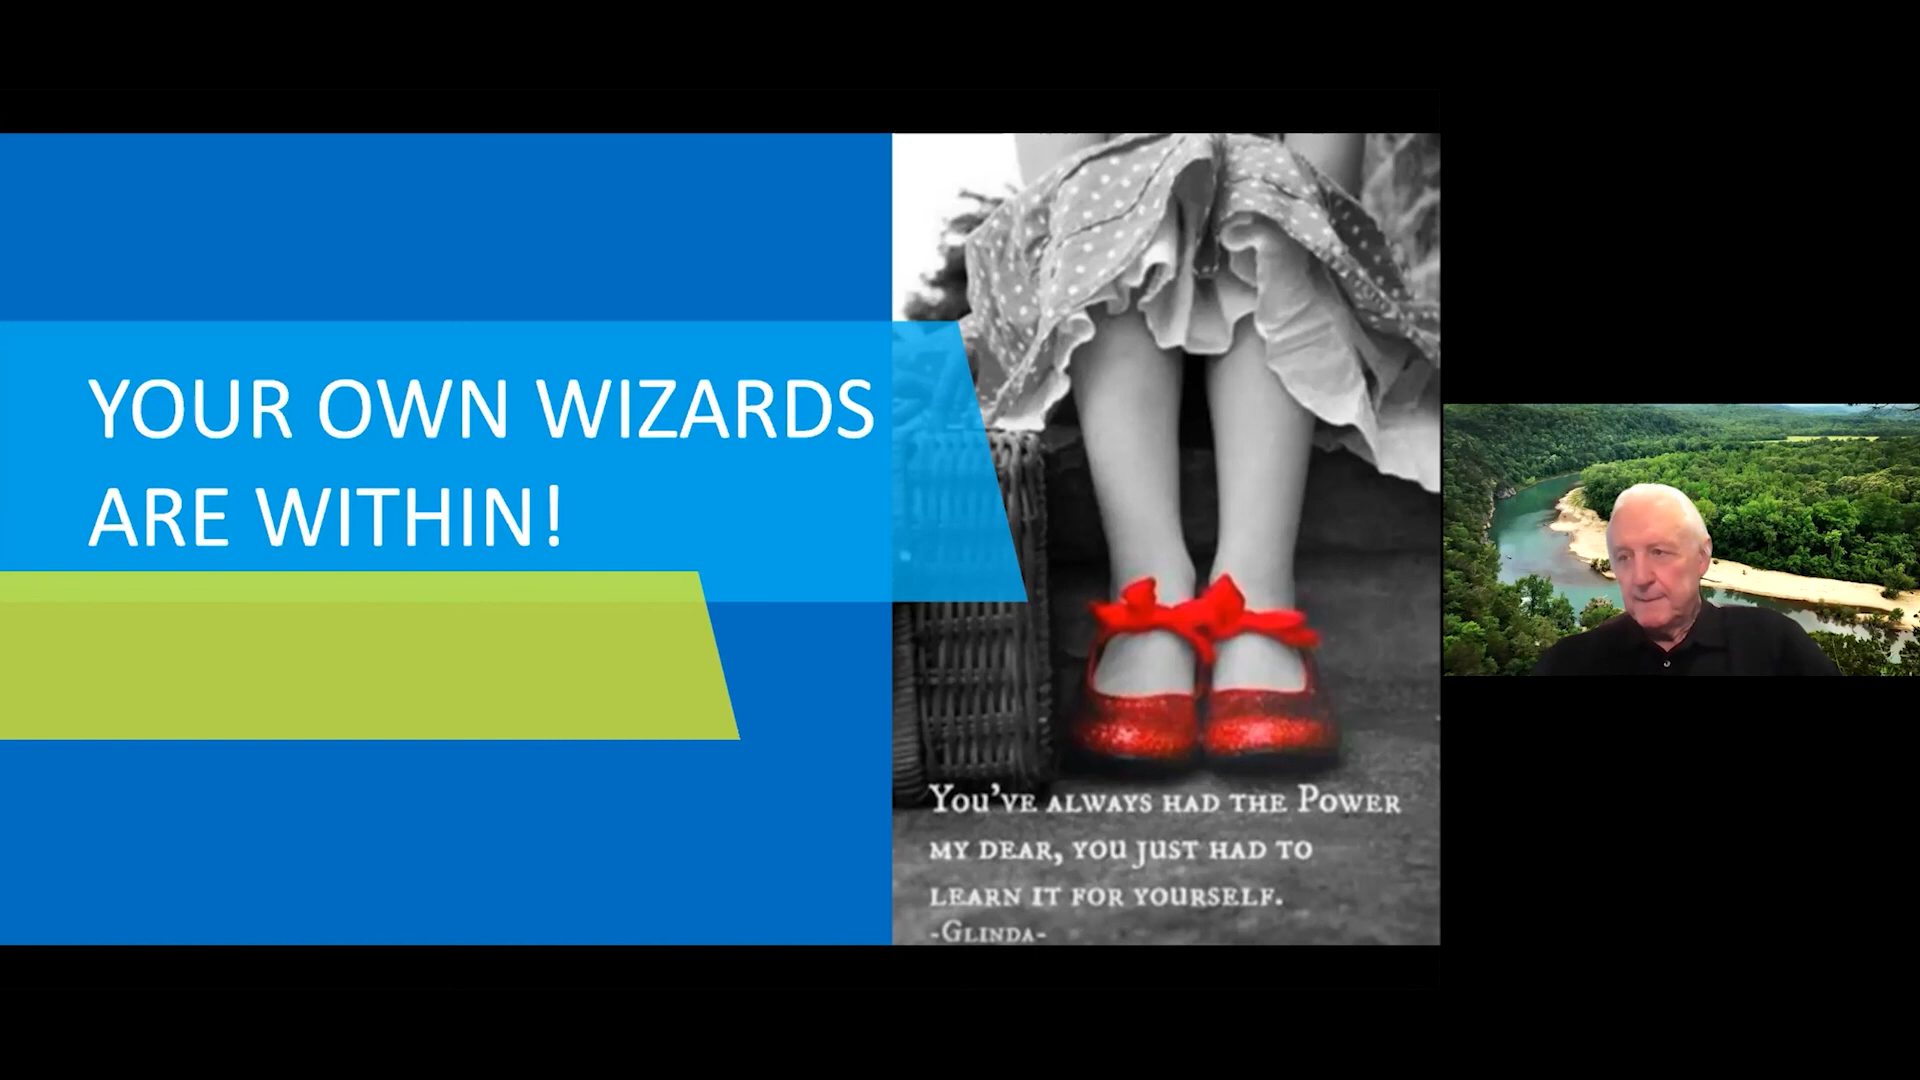 YOUR OWN WIZARDS
ARE WITHIN!
You've always had the Power
my dear, you just had to
learn it for yourself.
-Glinda-